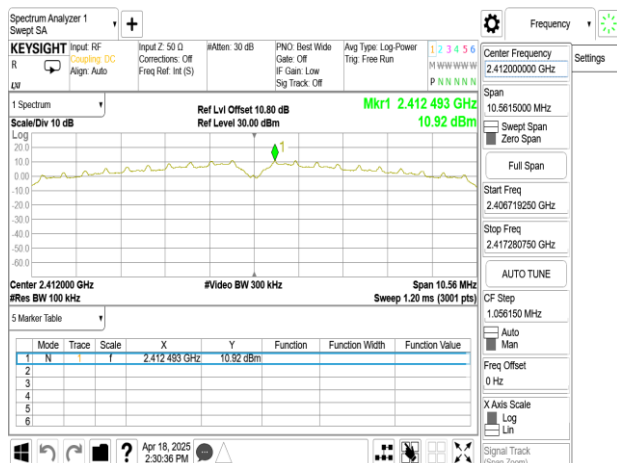 Spectrum Analyzer 1
Swept SA
+
Frequency
KEYSIGHT
R
LXI
Input: RF
Coupling: DC
Align: Auto
Input Z: 50 Ω
Corrections: Off
Freq Ref: Int (S)
#Atten: 30 dB
PNO: Best Wide
Gate: Off
IF Gain: Low
Sig Track: Off
Avg Type: Log-Power
Trig: Free Run
1 2 3 4 5 6
M W W W W W
P N N N N N
Settings
Center Frequency
2.412000000 GHz
Span
10.5615000 MHz
Swept Span
Zero Span
Full Span
Start Freq
2.406719250 GHz
Stop Freq
2.417280750 GHz
AUTO TUNE
CF Step
1.056150 MHz
Auto
Man
Freq Offset
0 Hz
X Axis Scale
Log
Lin
Signal Track
(Span Zoom)
1 Spectrum
Scale/Div 10 dB
Log
Ref Lvl Offset 10.80 dB
Ref Level 30.00 dBm
Mkr1 2.412 493 GHz
10.92 dBm
1
20.0
10.0
0.00
-10.0
-20.0
-30.0
-40.0
-50.0
-60.0
Center 2.412000 GHz
#Res BW 100 kHz
#Video BW 300 kHz
Span 10.56 MHz
Sweep 1.20 ms (3001 pts)
5 Marker Table
Mode Trace Scale X Y Function Function Width Function Value
1 N 1 f 2.412 493 GHz 10.92 dBm
2
3
4
5
6
?
Apr 18, 2025
2:30:36 PM